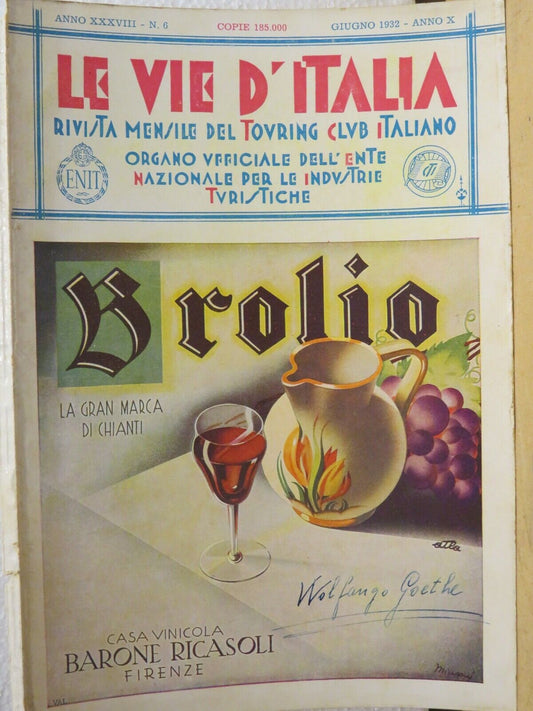 ANNO XXXVIII - N. 6
COPIE 185.000
GIUGNO 1932 - ANNO X
LE VIE D'ITALIA
RIVISTA MENSILE DEL TOVRING CLVB ITALIANO
ORGANO VFFICIALE DELL'ENTE
NAZIONALE PER LE INDVSTRIE
TVRISTICHE
ENIT
Brolio
LA GRAN MARCA
DI CHIANTI
atla
Wolfango Goethe
CASA VINICOLA
BARONE RICASOLI
FIRENZE
VAL.